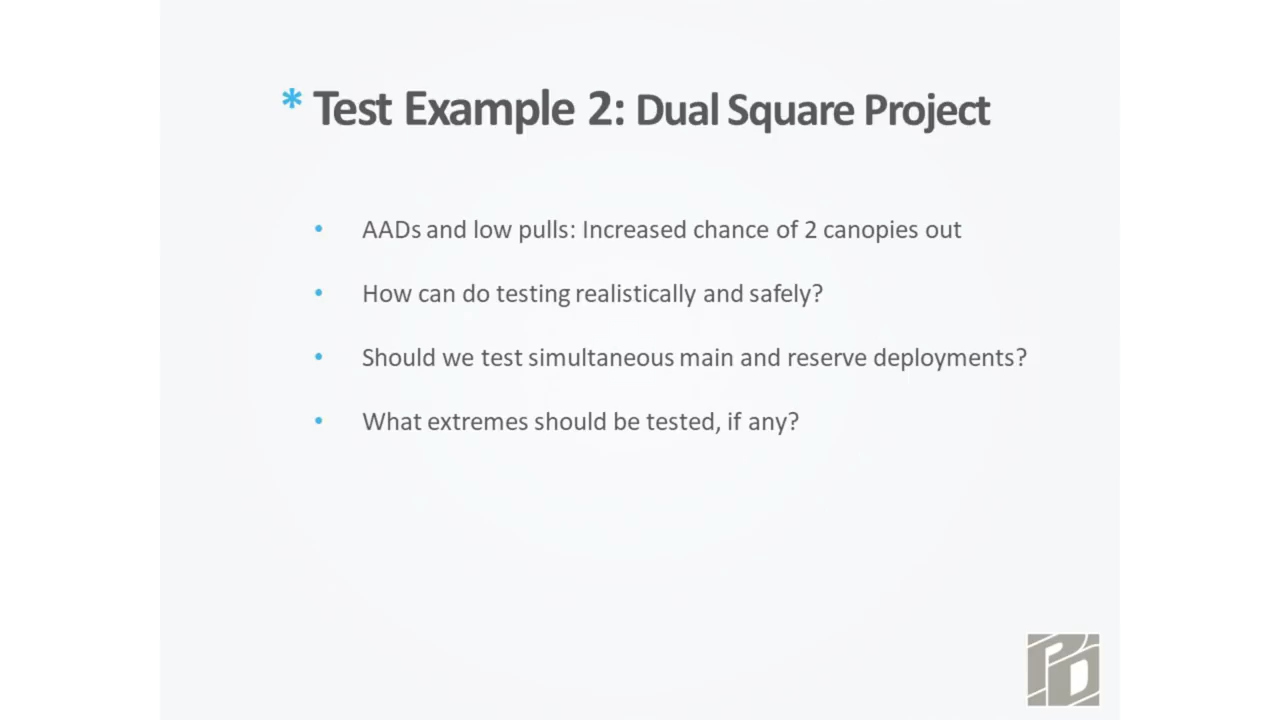 * Test Example 2: Dual Square Project
• AADs and low pulls: Increased chance of 2 canopies out
• How can do testing realistically and safely?
• Should we test simultaneous main and reserve deployments?
• What extremes should be tested, if any?
PD